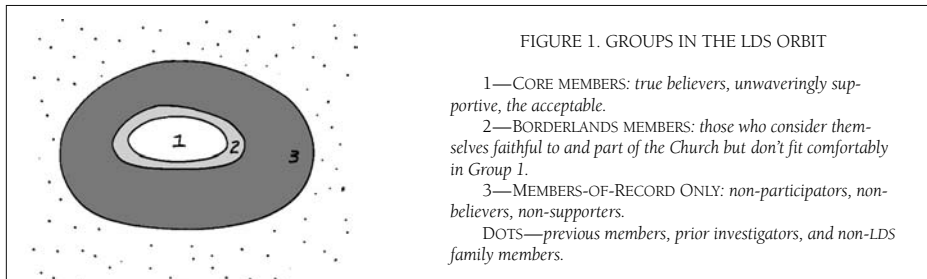 1
2
3
FIGURE 1. GROUPS IN THE LDS ORBIT
1—CORE MEMBERS: true believers, unwaveringly sup-
portive, the acceptable.
2—BORDERLANDS MEMBERS: those who consider them-
selves faithful to and part of the Church but don't fit comfortably
in Group 1.
3—MEMBERS-OF-RECORD ONLY: non-participators, non-
believers, non-supporters.
DOTS—previous members, prior investigators, and non-LDS
family members.